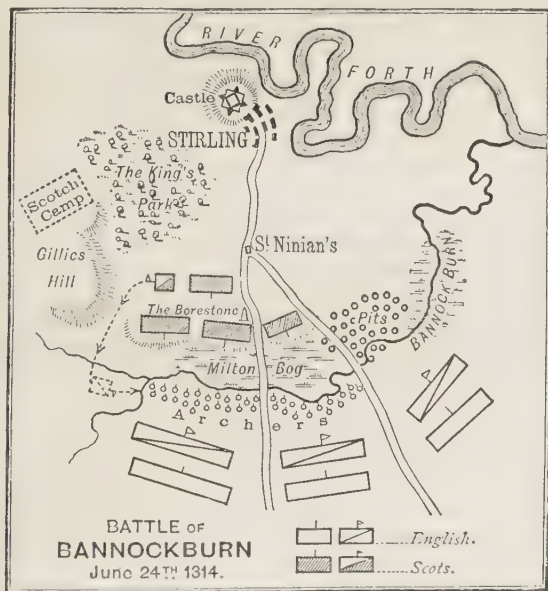 RIVER
FORTH
Castle
STIRLING
The King's
Park
Scotch
Camp
Gillies
Hill
St Ninian's
The Borestone
Pits
BANNOCK BURN
Milton Bog
Archers
BATTLE OF
BANNOCKBURN
June 24TH 1314.
English.
Scots.